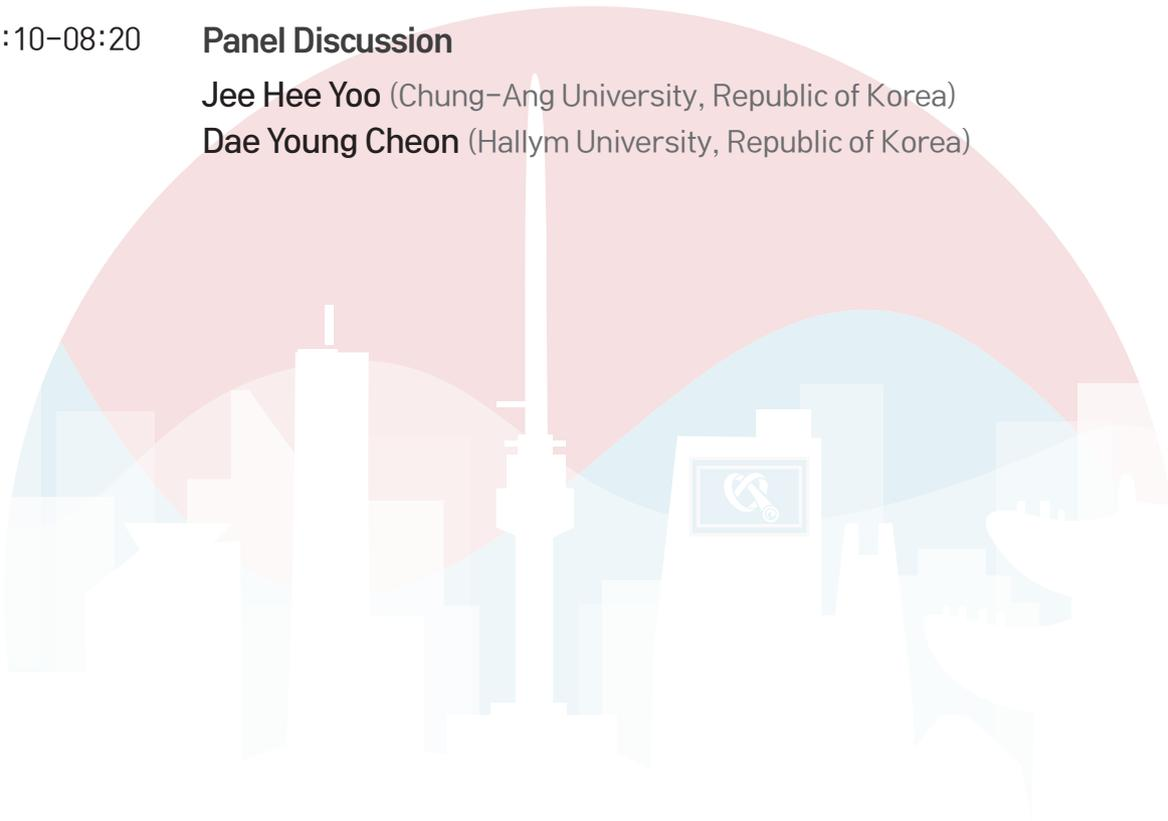 :10-08:20 Panel Discussion
Jee Hee Yoo (Chung-Ang University, Republic of Korea)
Dae Young Cheon (Hallym University, Republic of Korea)